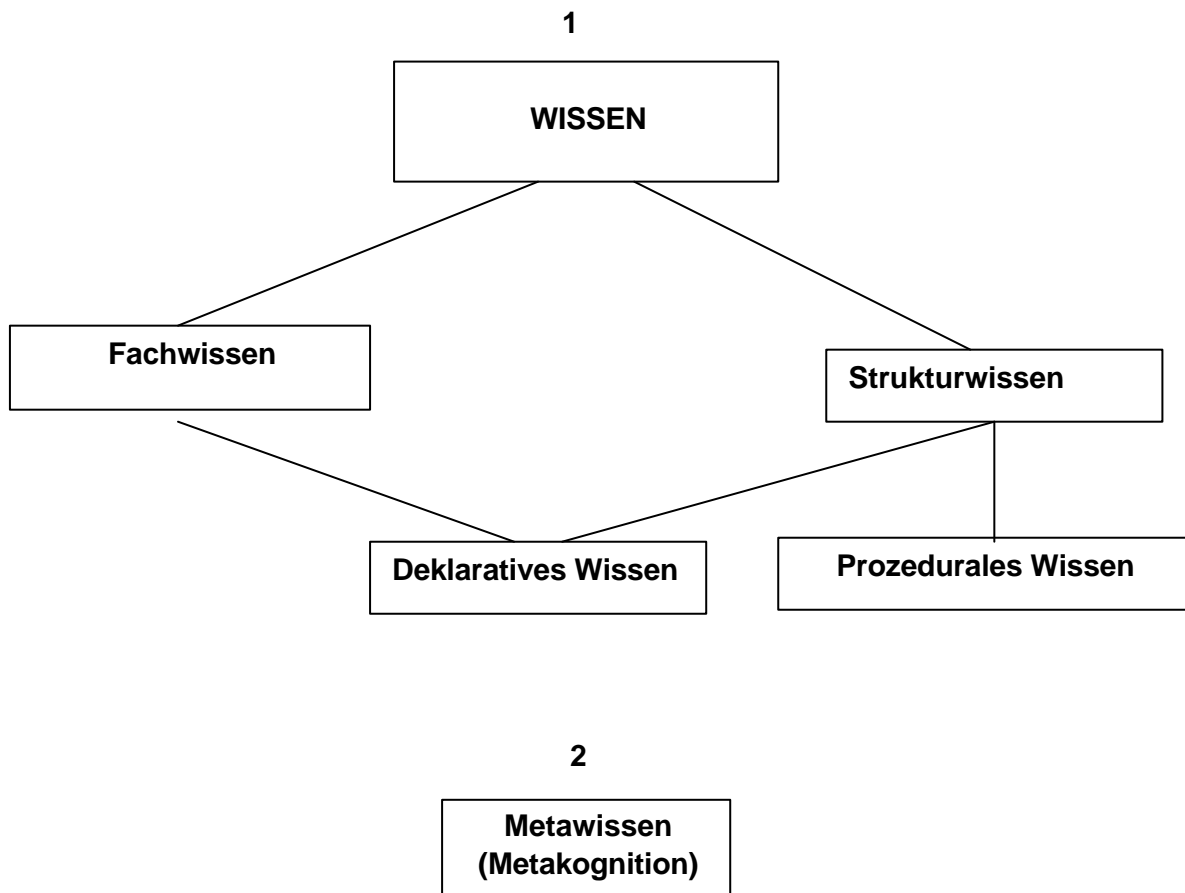 1
WISSEN
Fachwissen
Strukturwissen
Deklaratives Wissen
Prozedurales Wissen
2
Metawissen
(Metakognition)